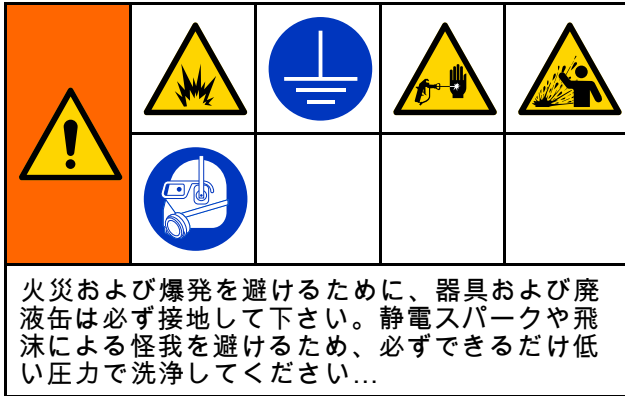 火災および爆発を避けるために、器具および廃
液缶は必ず接地して下さい。静電スパークや飛
沫による怪我を避けるため、必ずできるだけ低
い圧力で洗浄してください...